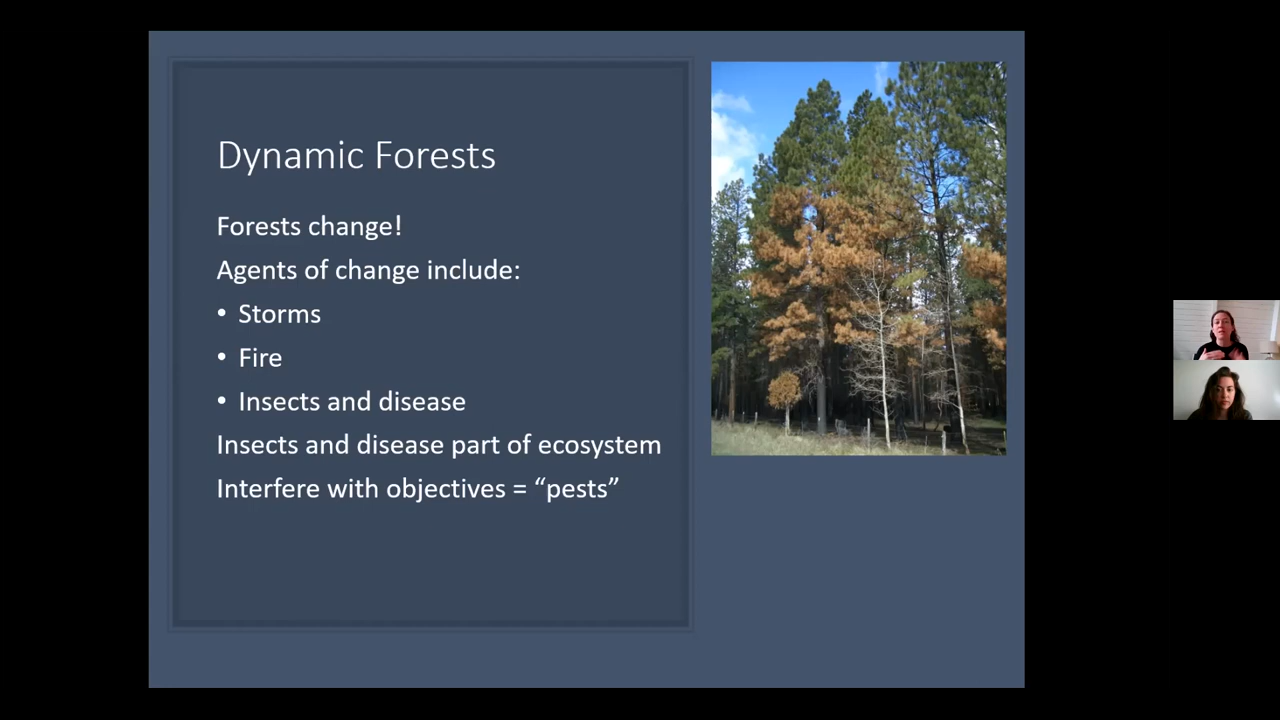 Dynamic Forests
Forests change!
Agents of change include:
• Storms
• Fire
• Insects and disease
Insects and disease part of ecosystem
Interfere with objectives = “pests”